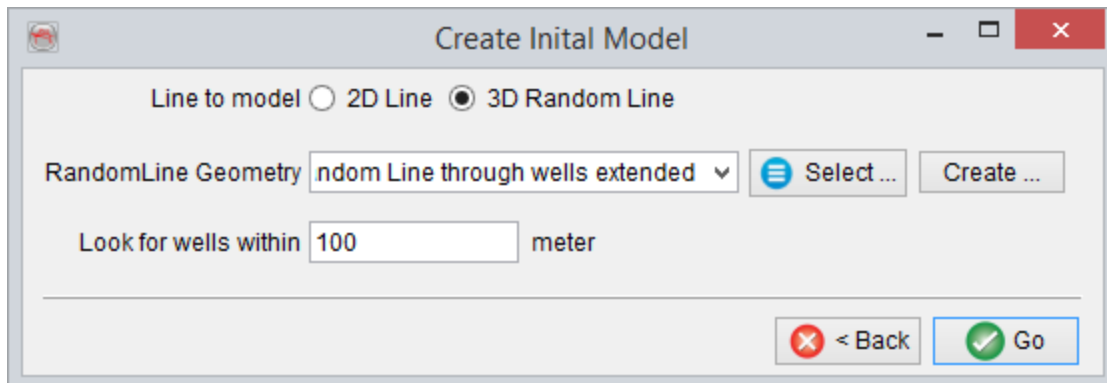 Create Inital Model
Line to model 2D Line 3D Random Line
RandomLine Geometry ndom Line through wells extended Select ... Create ...
Look for wells within 100 meter
< Back Go